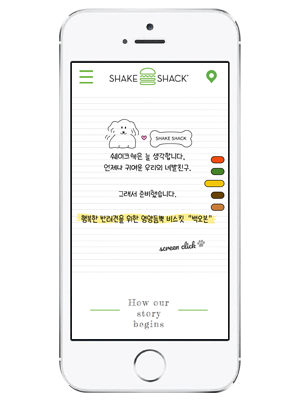 SHAKE SHACK
SHAKE SHACK
쉐이크쉑은 늘 생각합니다.
언제나 귀여운 우리의 네발친구.
그래서 준비했습니다.
행복한 반려견을 위한 영양듬뿍 비스킷 "백오븐"
screen click
How our
story
begins